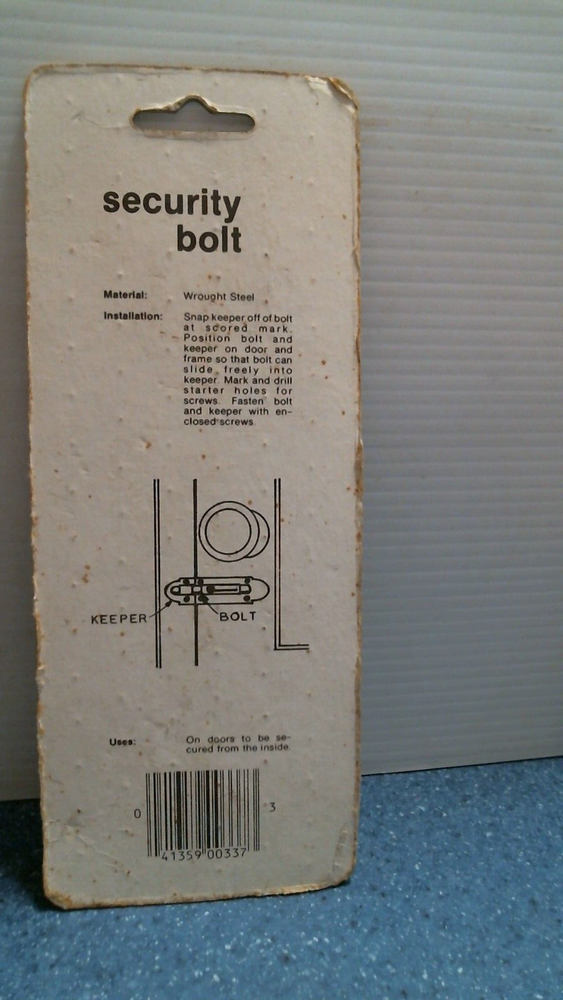 security
bolt
Material: Wrought Steel
Installation: Snap keeper off of bolt
at scored mark.
Position bolt and
keeper on door and
frame so that bolt can
slide freely into
keeper. Mark and drill
starter holes for
screws. Fasten bolt
and keeper with en-
closed screws.
KEEPER BOLT
Uses: On doors to be se-
cured from the inside.
0 41359 00337 3